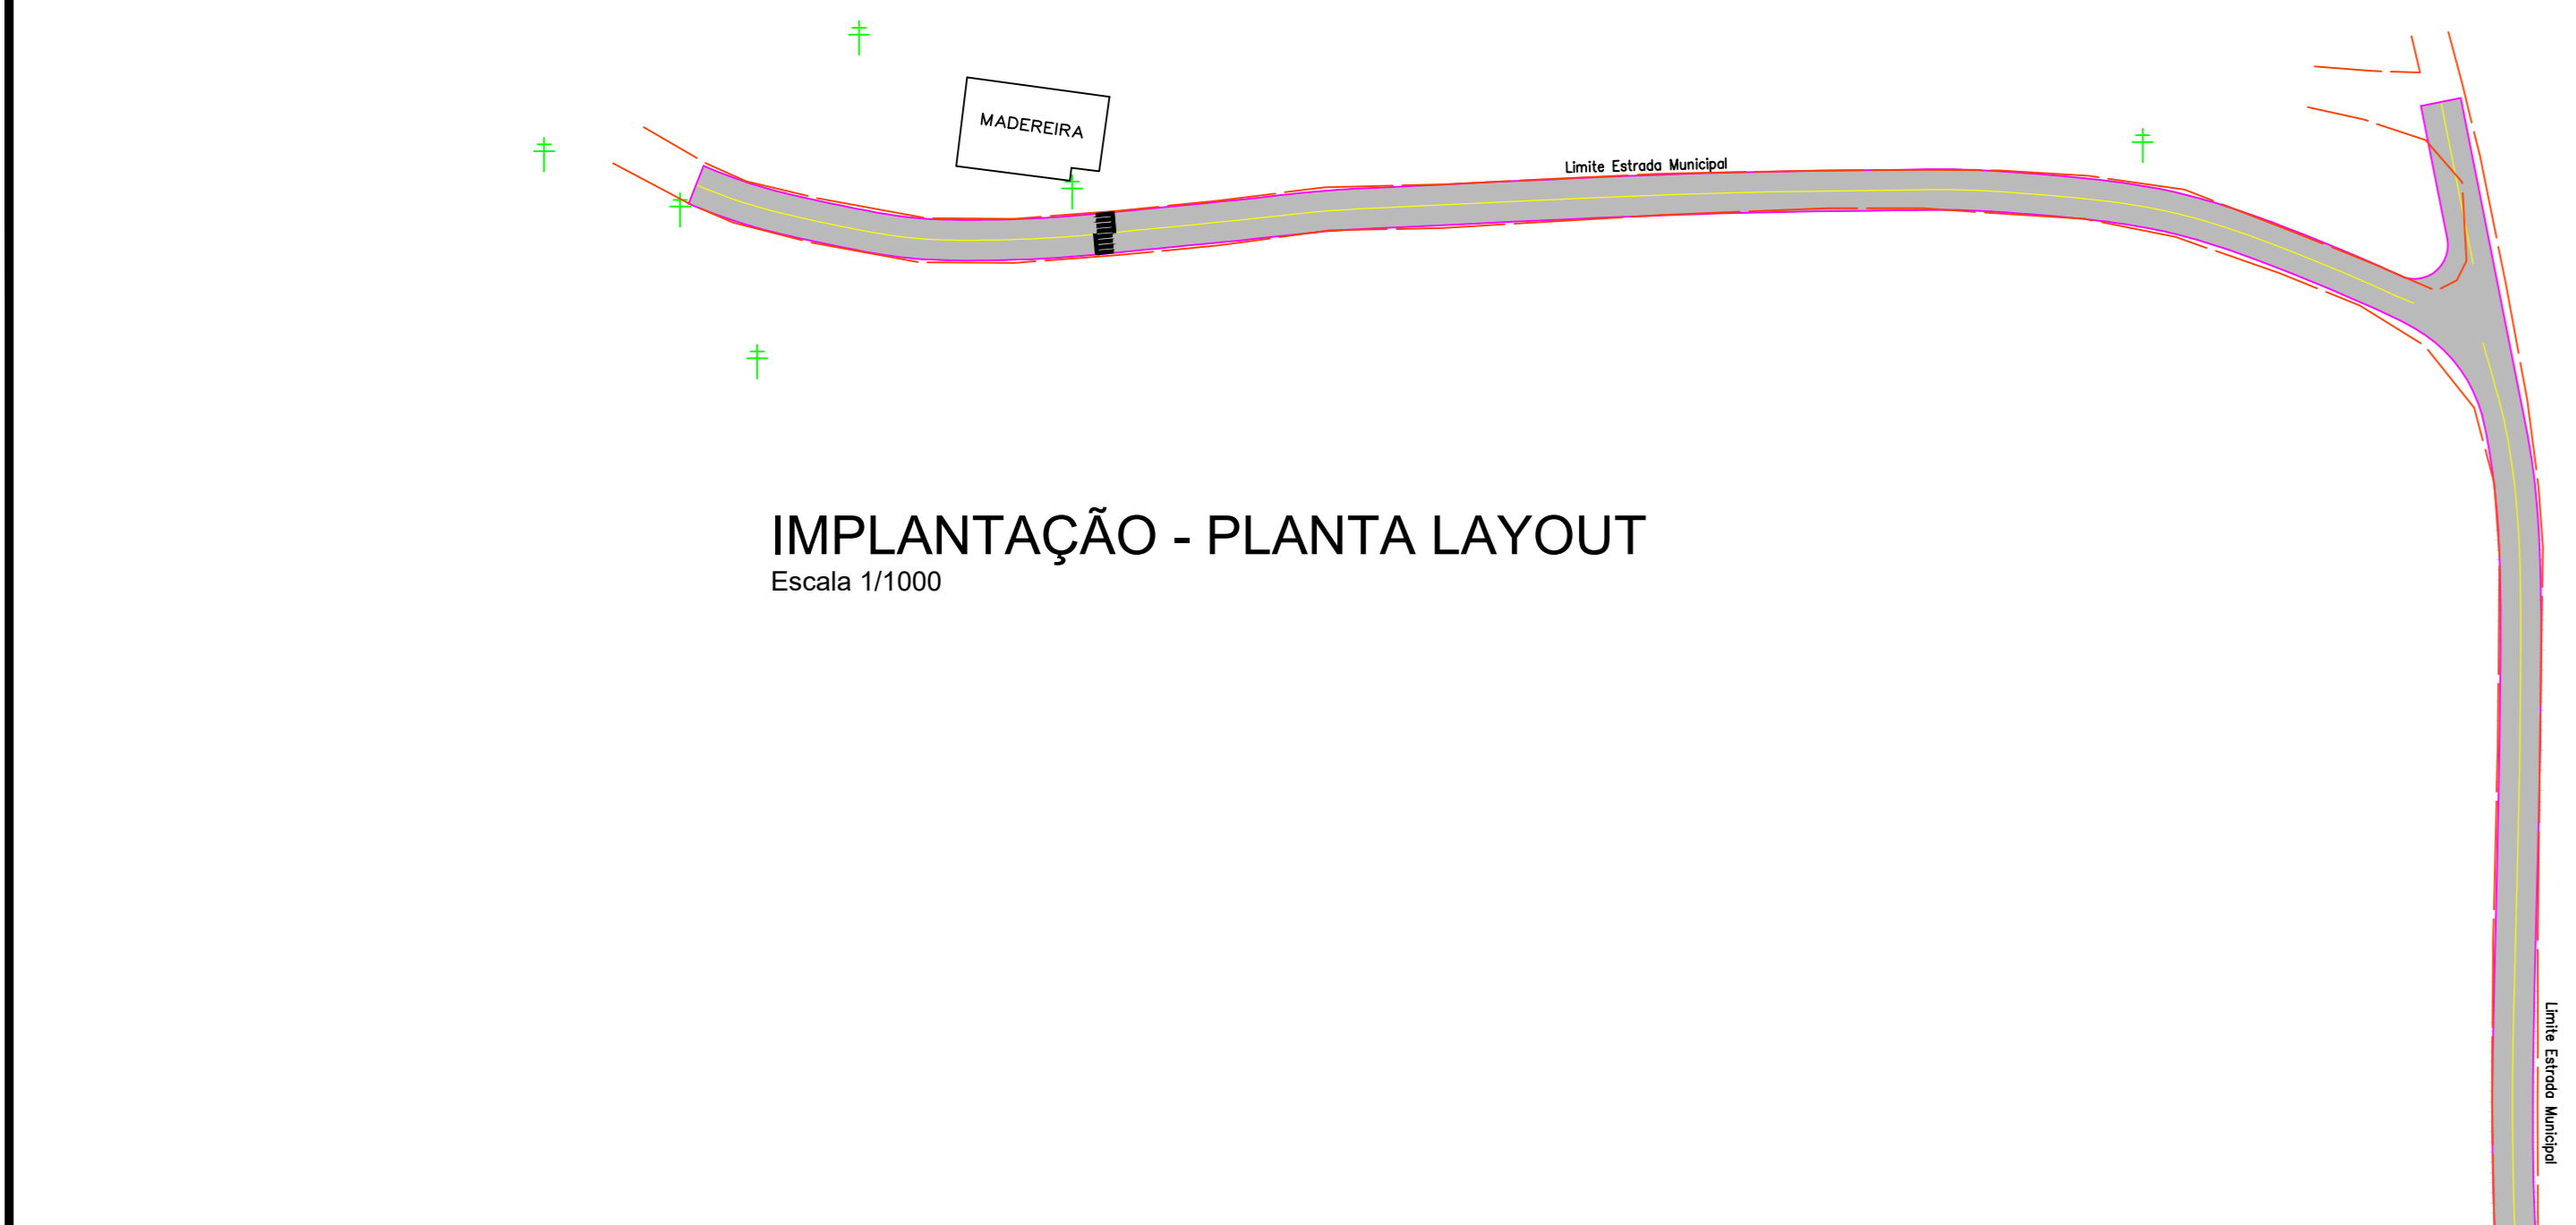 MADEREIRA
Limite Estrada Municipal
IMPLANTAÇÃO - PLANTA LAYOUT
Escala 1/1000
Limite Estrada Municipal